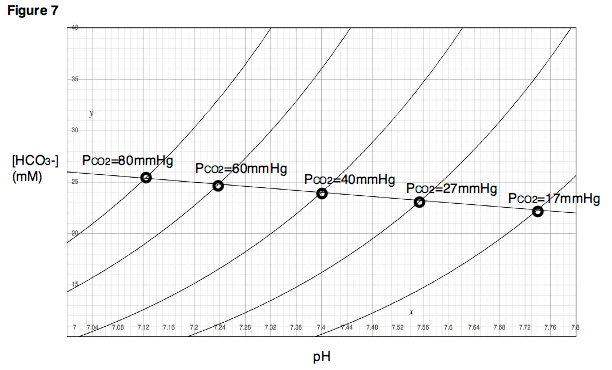 Figure 7
40
35
y
30
[HCO3-]
(mM)
PCO2=80mmHg
PCO2=60mmHg
PCO2=40mmHg
PCO2=27mmHg
PCO2=17mmHg
25
20
15
x
7 7.04 7.08 7.12 7.16 7.2 7.24 7.28 7.32 7.36 7.4 7.44 7.48 7.52 7.56 7.6 7.64 7.68 7.72 7.76 7.8
pH